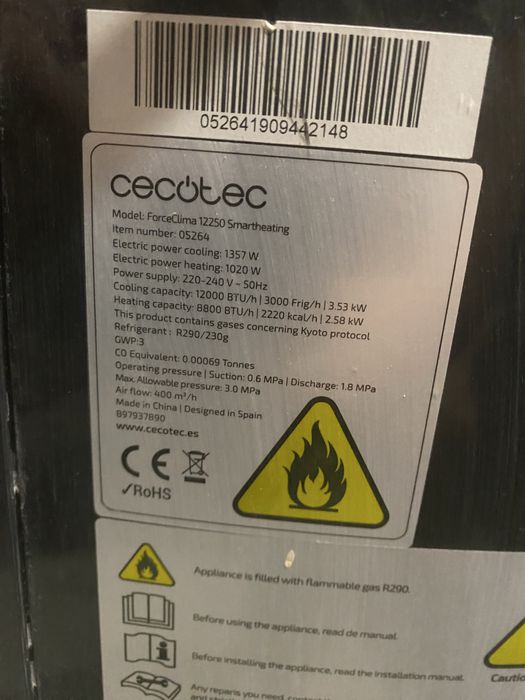 052641909442148
cecotec
Model: ForceClima 12250 Smartheating
Item number: 05264
Electric power cooling: 1357 W
Electric power heating: 1020 W
Power supply: 220-240 V ~ 50Hz
Cooling capacity: 12000 BTU/h | 3000 Frig/h | 3.53 kW
Heating capacity: 8800 BTU/h | 2220 kcal/h | 2.58 kW
This product contains gases concerning Kyoto protocol
Refrigerant : R290/230g
GWP:3
CO Equivalent: 0.00069 Tonnes
Operating pressure | Suction: 0.6 MPa | Discharge: 1.8 MPa
Max. Allowable pressure: 3.0 MPa
Air flow: 400 m³/h
Made in China | Designed in Spain
B97937890
www.cecotec.es
CE
✓RoHS
Appliance is filled with flammable gas R290.
Before using the appliance, read de manual.
Before installing the appliance, read the installation manual.
Any repairs you need,